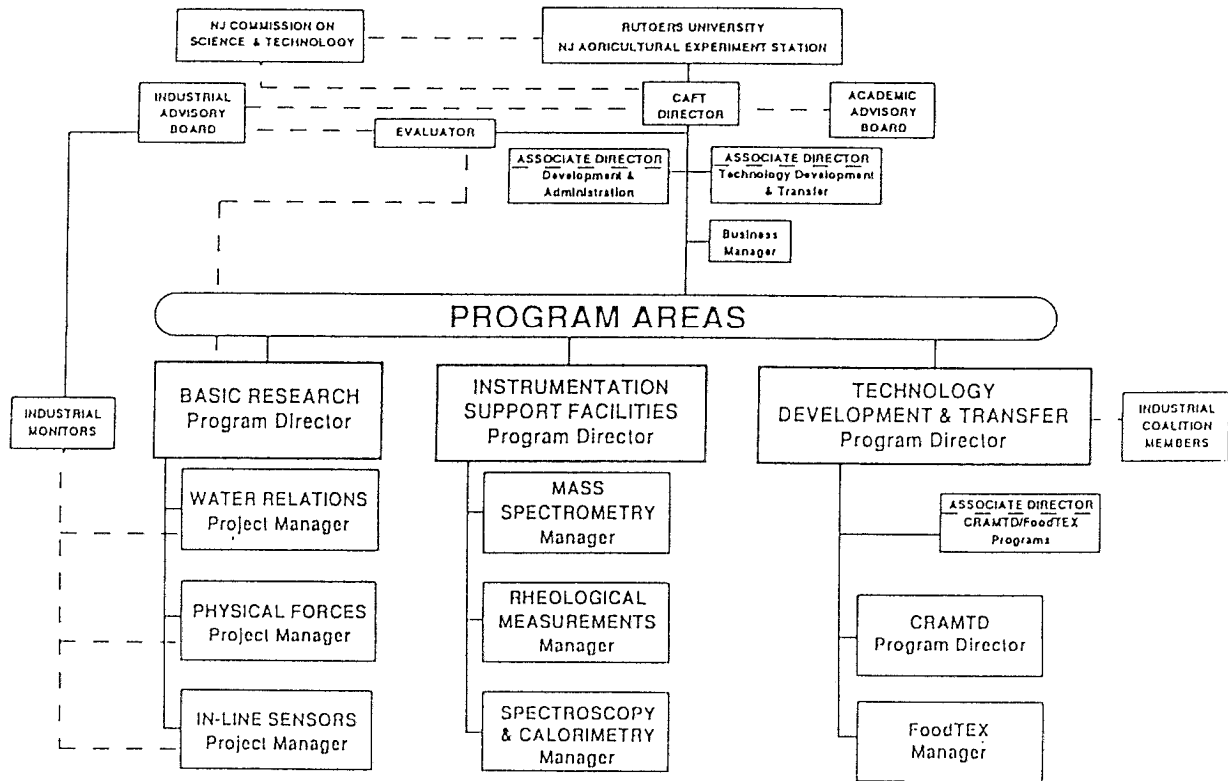 NJ COMMISSION ON
SCIENCE & TECHNOLOGY
RUTGERS UNIVERSITY
NJ AGRICULTURAL EXPERIMENT STATION
INDUSTRIAL
ADVISORY
BOARD
CAFT
DIRECTOR
ACADEMIC
ADVISORY
BOARD
EVALUATOR
ASSOCIATE DIRECTOR
Development &
Administration
ASSOCIATE DIRECTOR
Technology Development
& Transfer
Business
Manager
PROGRAM AREAS
BASIC RESEARCH
Program Director
INSTRUMENTATION
SUPPORT FACILITIES
Program Director
TECHNOLOGY
DEVELOPMENT & TRANSFER
Program Director
INDUSTRIAL
MONITORS
INDUSTRIAL
COALITION
MEMBERS
WATER RELATIONS
Project Manager
MASS
SPECTROMETRY
Manager
ASSOCIATE DIRECTOR
CRAMTD/FoodTEX
Programs
PHYSICAL FORCES
Project Manager
RHEOLOGICAL
MEASUREMENTS
Manager
CRAMTD
Program Director
IN-LINE SENSORS
Project Manager
SPECTROSCOPY
& CALORIMETRY
Manager
FoodTEX
Manager